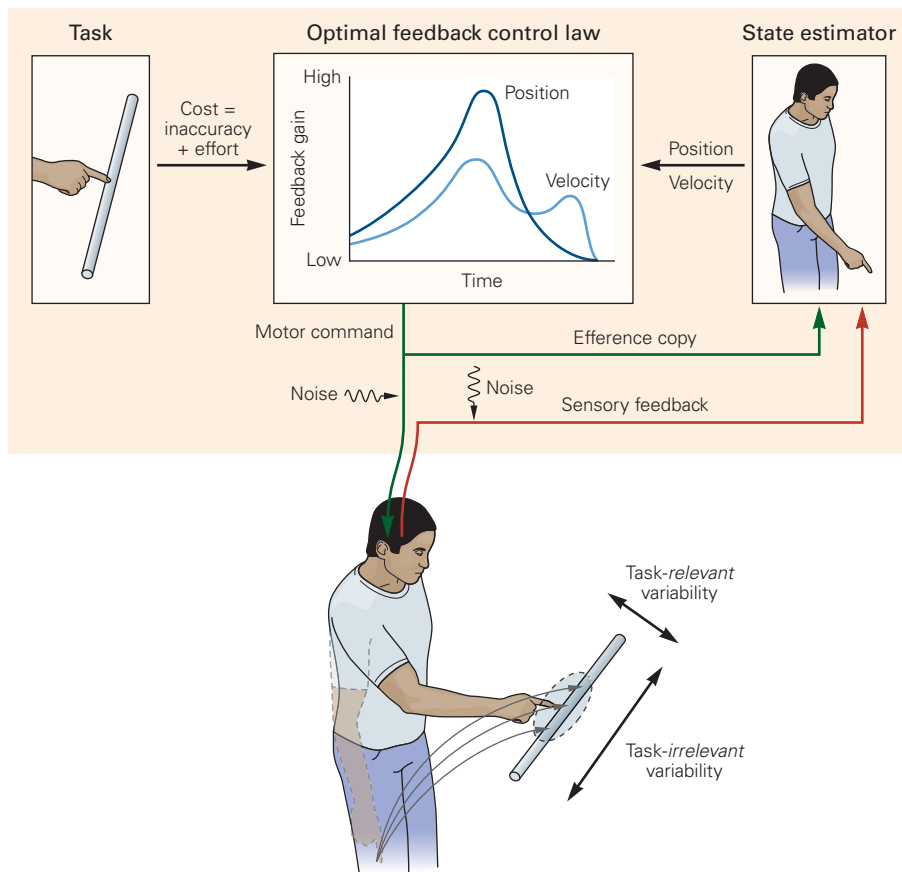 Task
Optimal feedback control law
State estimator
Cost =
inaccuracy
+ effort
High
Feedback gain
Low
Position
Velocity
Time
Position
Velocity
Motor command
Efference copy
Noise
Noise
Sensory feedback
Task-relevant
variability
Task-irrelevant
variability